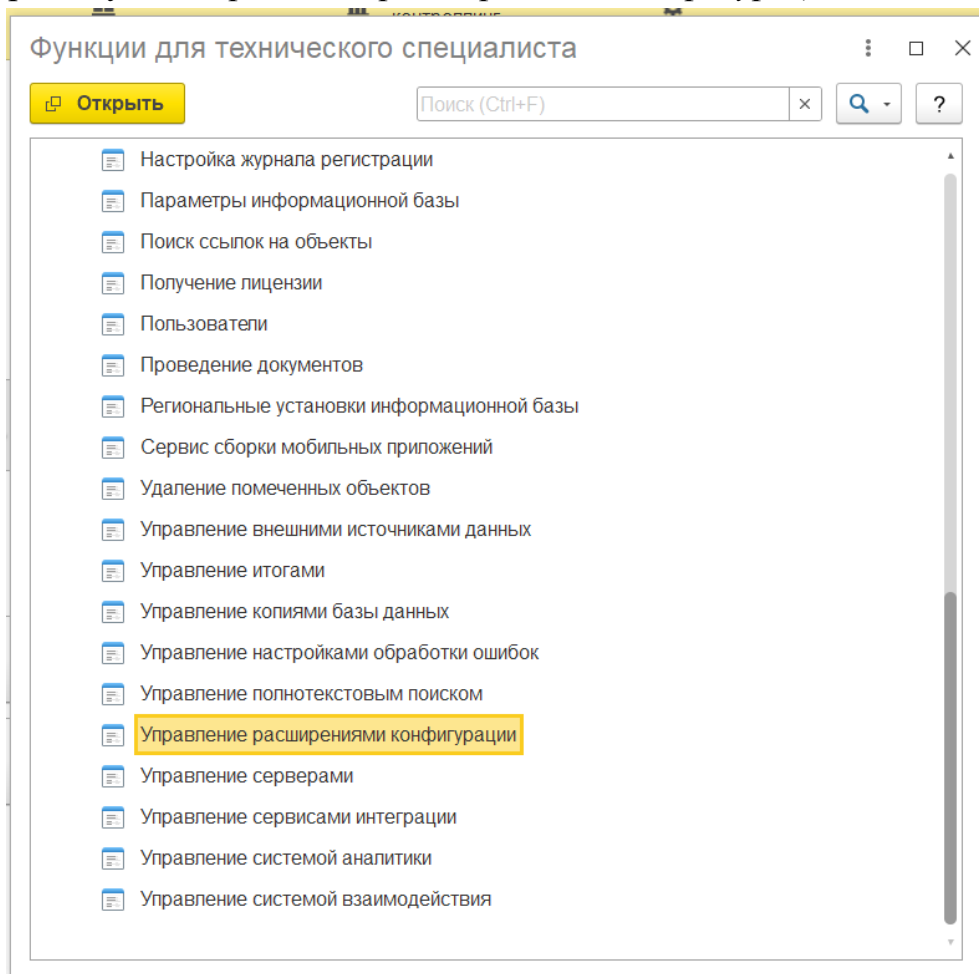 контроллинг
Функции для технического специалиста
Открыть
Поиск (Ctrl+F)
?
Настройка журнала регистрации
Параметры информационной базы
Поиск ссылок на объекты
Получение лицензии
Пользователи
Проведение документов
Региональные установки информационной базы
Сервис сборки мобильных приложений
Удаление помеченных объектов
Управление внешними источниками данных
Управление итогами
Управление копиями базы данных
Управление настройками обработки ошибок
Управление полнотекстовым поиском
Управление расширениями конфигурации
Управление серверами
Управление сервисами интеграции
Управление системой аналитики
Управление системой взаимодействия